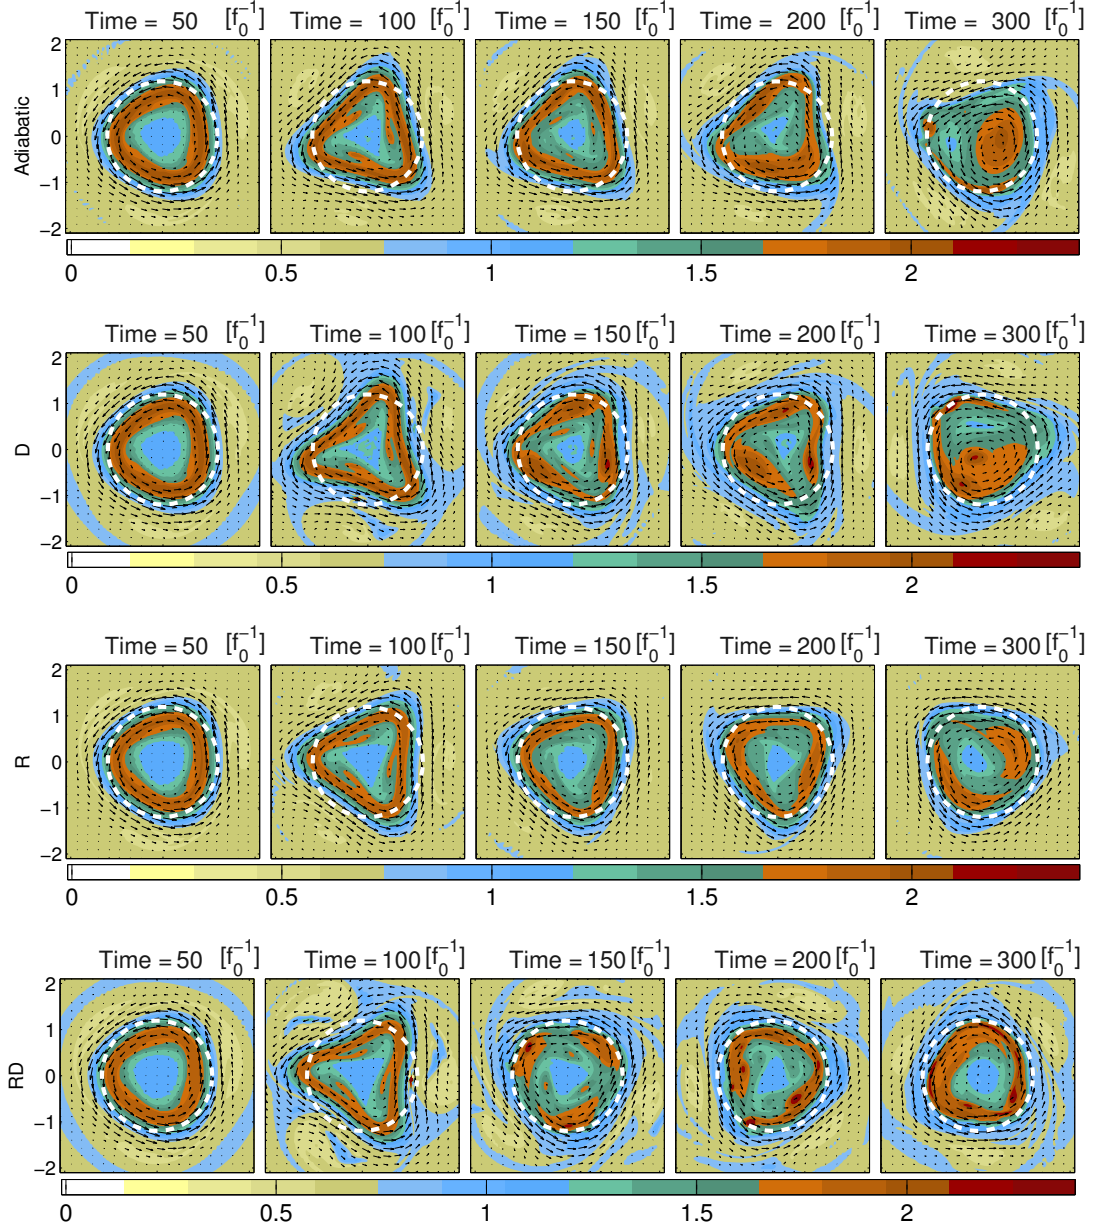 Time = 50 [f₀⁻¹] Time = 100 [f₀⁻¹] Time = 150 [f₀⁻¹] Time = 200 [f₀⁻¹] Time = 300 [f₀⁻¹]
2
1
0
−1
−2
Adiabatic
0 0.5 1 1.5 2
Time = 50 [f₀⁻¹] Time = 100 [f₀⁻¹] Time = 150 [f₀⁻¹] Time = 200 [f₀⁻¹] Time = 300 [f₀⁻¹]
2
1
0
−1
−2
D
0 0.5 1 1.5 2
Time = 50 [f₀⁻¹] Time = 100 [f₀⁻¹] Time = 150 [f₀⁻¹] Time = 200 [f₀⁻¹] Time = 300 [f₀⁻¹]
2
1
0
−1
−2
R
0 0.5 1 1.5 2
Time = 50 [f₀⁻¹] Time = 100 [f₀⁻¹] Time = 150 [f₀⁻¹] Time = 200 [f₀⁻¹] Time = 300 [f₀⁻¹]
2
1
0
−1
−2
RD
0 0.5 1 1.5 2